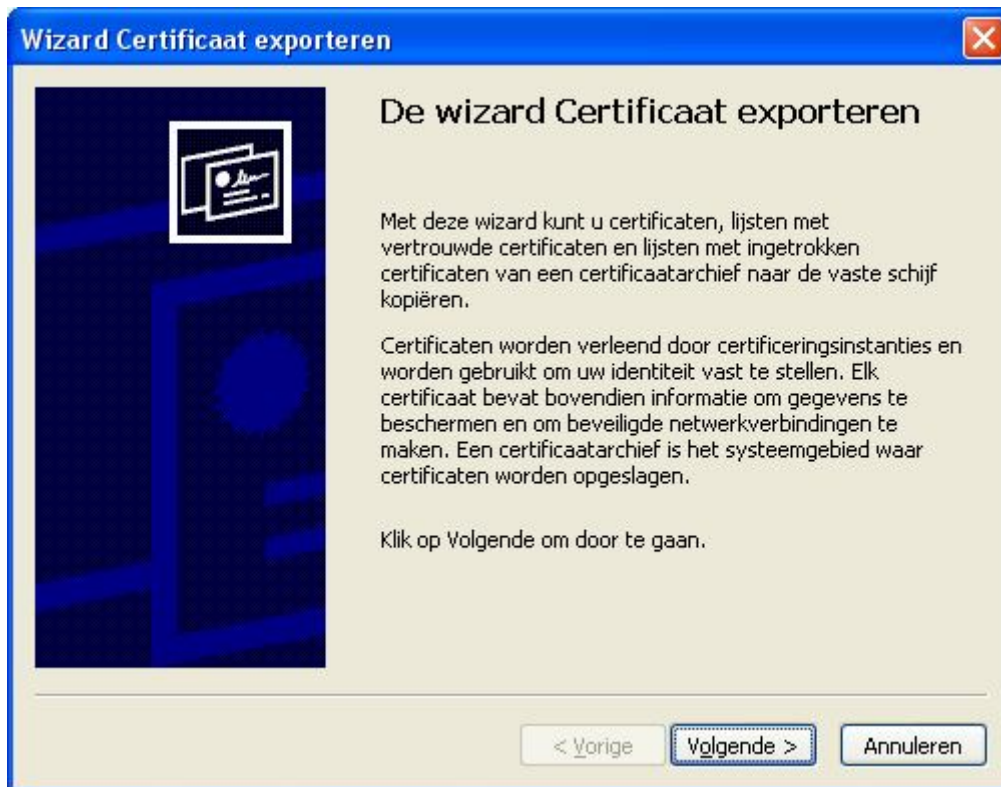 Wizard Certificaat exporteren
De wizard Certificaat exporteren
Met deze wizard kunt u certificaten, lijsten met
vertrouwde certificaten en lijsten met ingetrokken
certificaten van een certificaatarchief naar de vaste schijf
kopiëren.
Certificaten worden verleend door certificeringsinstanties en
worden gebruikt om uw identiteit vast te stellen. Elk
certificaat bevat bovendien informatie om gegevens te
beschermen en om beveiligde netwerkverbindingen te
maken. Een certificaatarchief is het systeemgebied waar
certificaten worden opgeslagen.
Klik op Volgende om door te gaan.
< Vorige Volgende > Annuleren